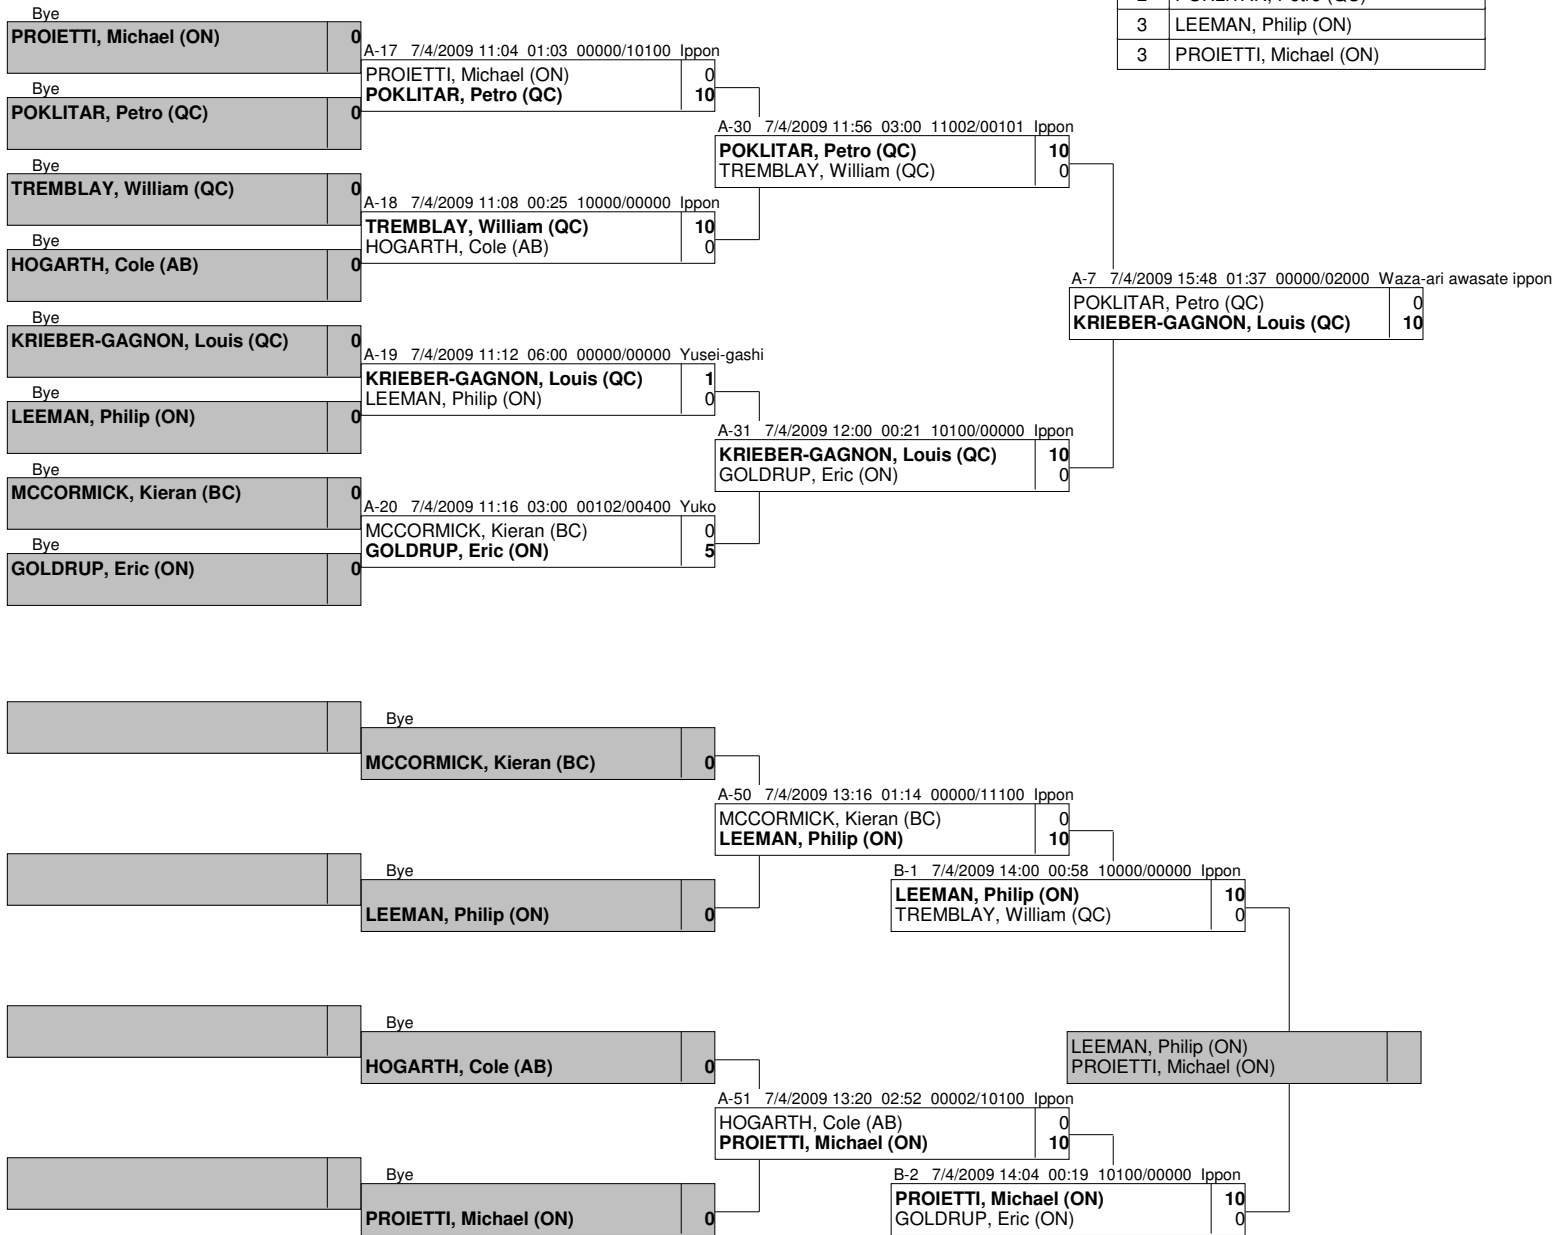 Bye
PROIETTI, Michael (ON) 0
Bye
POKLITAR, Petro (QC) 0
Bye
TREMBLAY, William (QC) 0
Bye
HOGARTH, Cole (AB) 0
Bye
KRIEBER-GAGNON, Louis (QC) 0
Bye
LEEMAN, Philip (ON) 0
Bye
MCCORMICK, Kieran (BC) 0
Bye
GOLDRUP, Eric (ON) 0
A-17 7/4/2009 11:04 01:03 00000/10100 Ippon
PROIETTI, Michael (ON) 0
POKLITAR, Petro (QC) 10
A-18 7/4/2009 11:08 00:25 10000/00000 Ippon
TREMBLAY, William (QC) 10
HOGARTH, Cole (AB) 0
A-19 7/4/2009 11:12 06:00 00000/00000 Yusei-gashi
KRIEBER-GAGNON, Louis (QC) 1
LEEMAN, Philip (ON) 0
A-20 7/4/2009 11:16 03:00 00102/00400 Yuko
MCCORMICK, Kieran (BC) 0
GOLDRUP, Eric (ON) 5
A-30 7/4/2009 11:56 03:00 11002/00101 Ippon
POKLITAR, Petro (QC) 10
TREMBLAY, William (QC) 0
A-31 7/4/2009 12:00 00:21 10100/00000 Ippon
KRIEBER-GAGNON, Louis (QC) 10
GOLDRUP, Eric (ON) 0
A-7 7/4/2009 15:48 01:37 00000/02000 Waza-ari awasate ippon
POKLITAR, Petro (QC) 0
KRIEBER-GAGNON, Louis (QC) 10
3 LEEMAN, Philip (ON)
3 PROIETTI, Michael (ON)
Bye
MCCORMICK, Kieran (BC) 0
Bye
LEEMAN, Philip (ON) 0
Bye
HOGARTH, Cole (AB) 0
Bye
PROIETTI, Michael (ON) 0
A-50 7/4/2009 13:16 01:14 00000/11100 Ippon
MCCORMICK, Kieran (BC) 0
LEEMAN, Philip (ON) 10
A-51 7/4/2009 13:20 02:52 00002/10100 Ippon
HOGARTH, Cole (AB) 0
PROIETTI, Michael (ON) 10
B-1 7/4/2009 14:00 00:58 10000/00000 Ippon
LEEMAN, Philip (ON) 10
TREMBLAY, William (QC) 0
B-2 7/4/2009 14:04 00:19 10100/00000 Ippon
PROIETTI, Michael (ON) 10
GOLDRUP, Eric (ON) 0
LEEMAN, Philip (ON)
PROIETTI, Michael (ON)